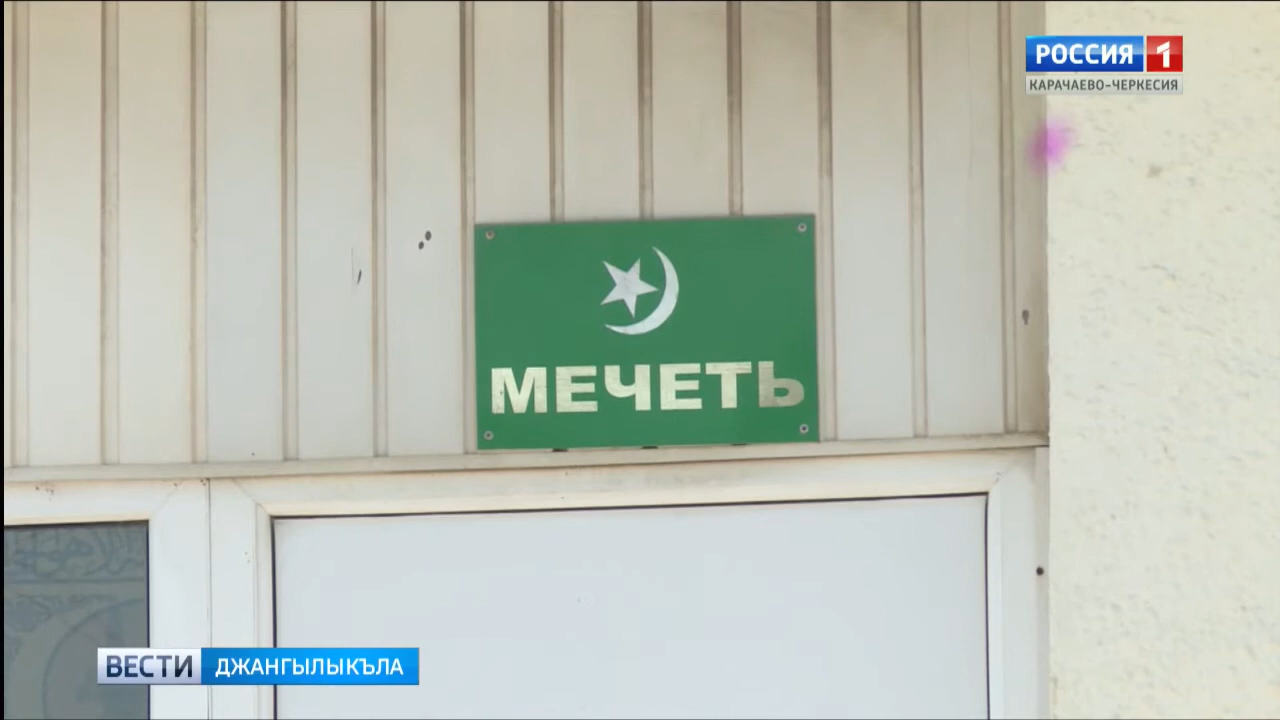 РОССИЯ 1
КАРАЧАЕВО-ЧЕРКЕСИЯ
МЕЧЕТЬ
ВЕСТИ ДЖАНГЫЛЫКЪЛА